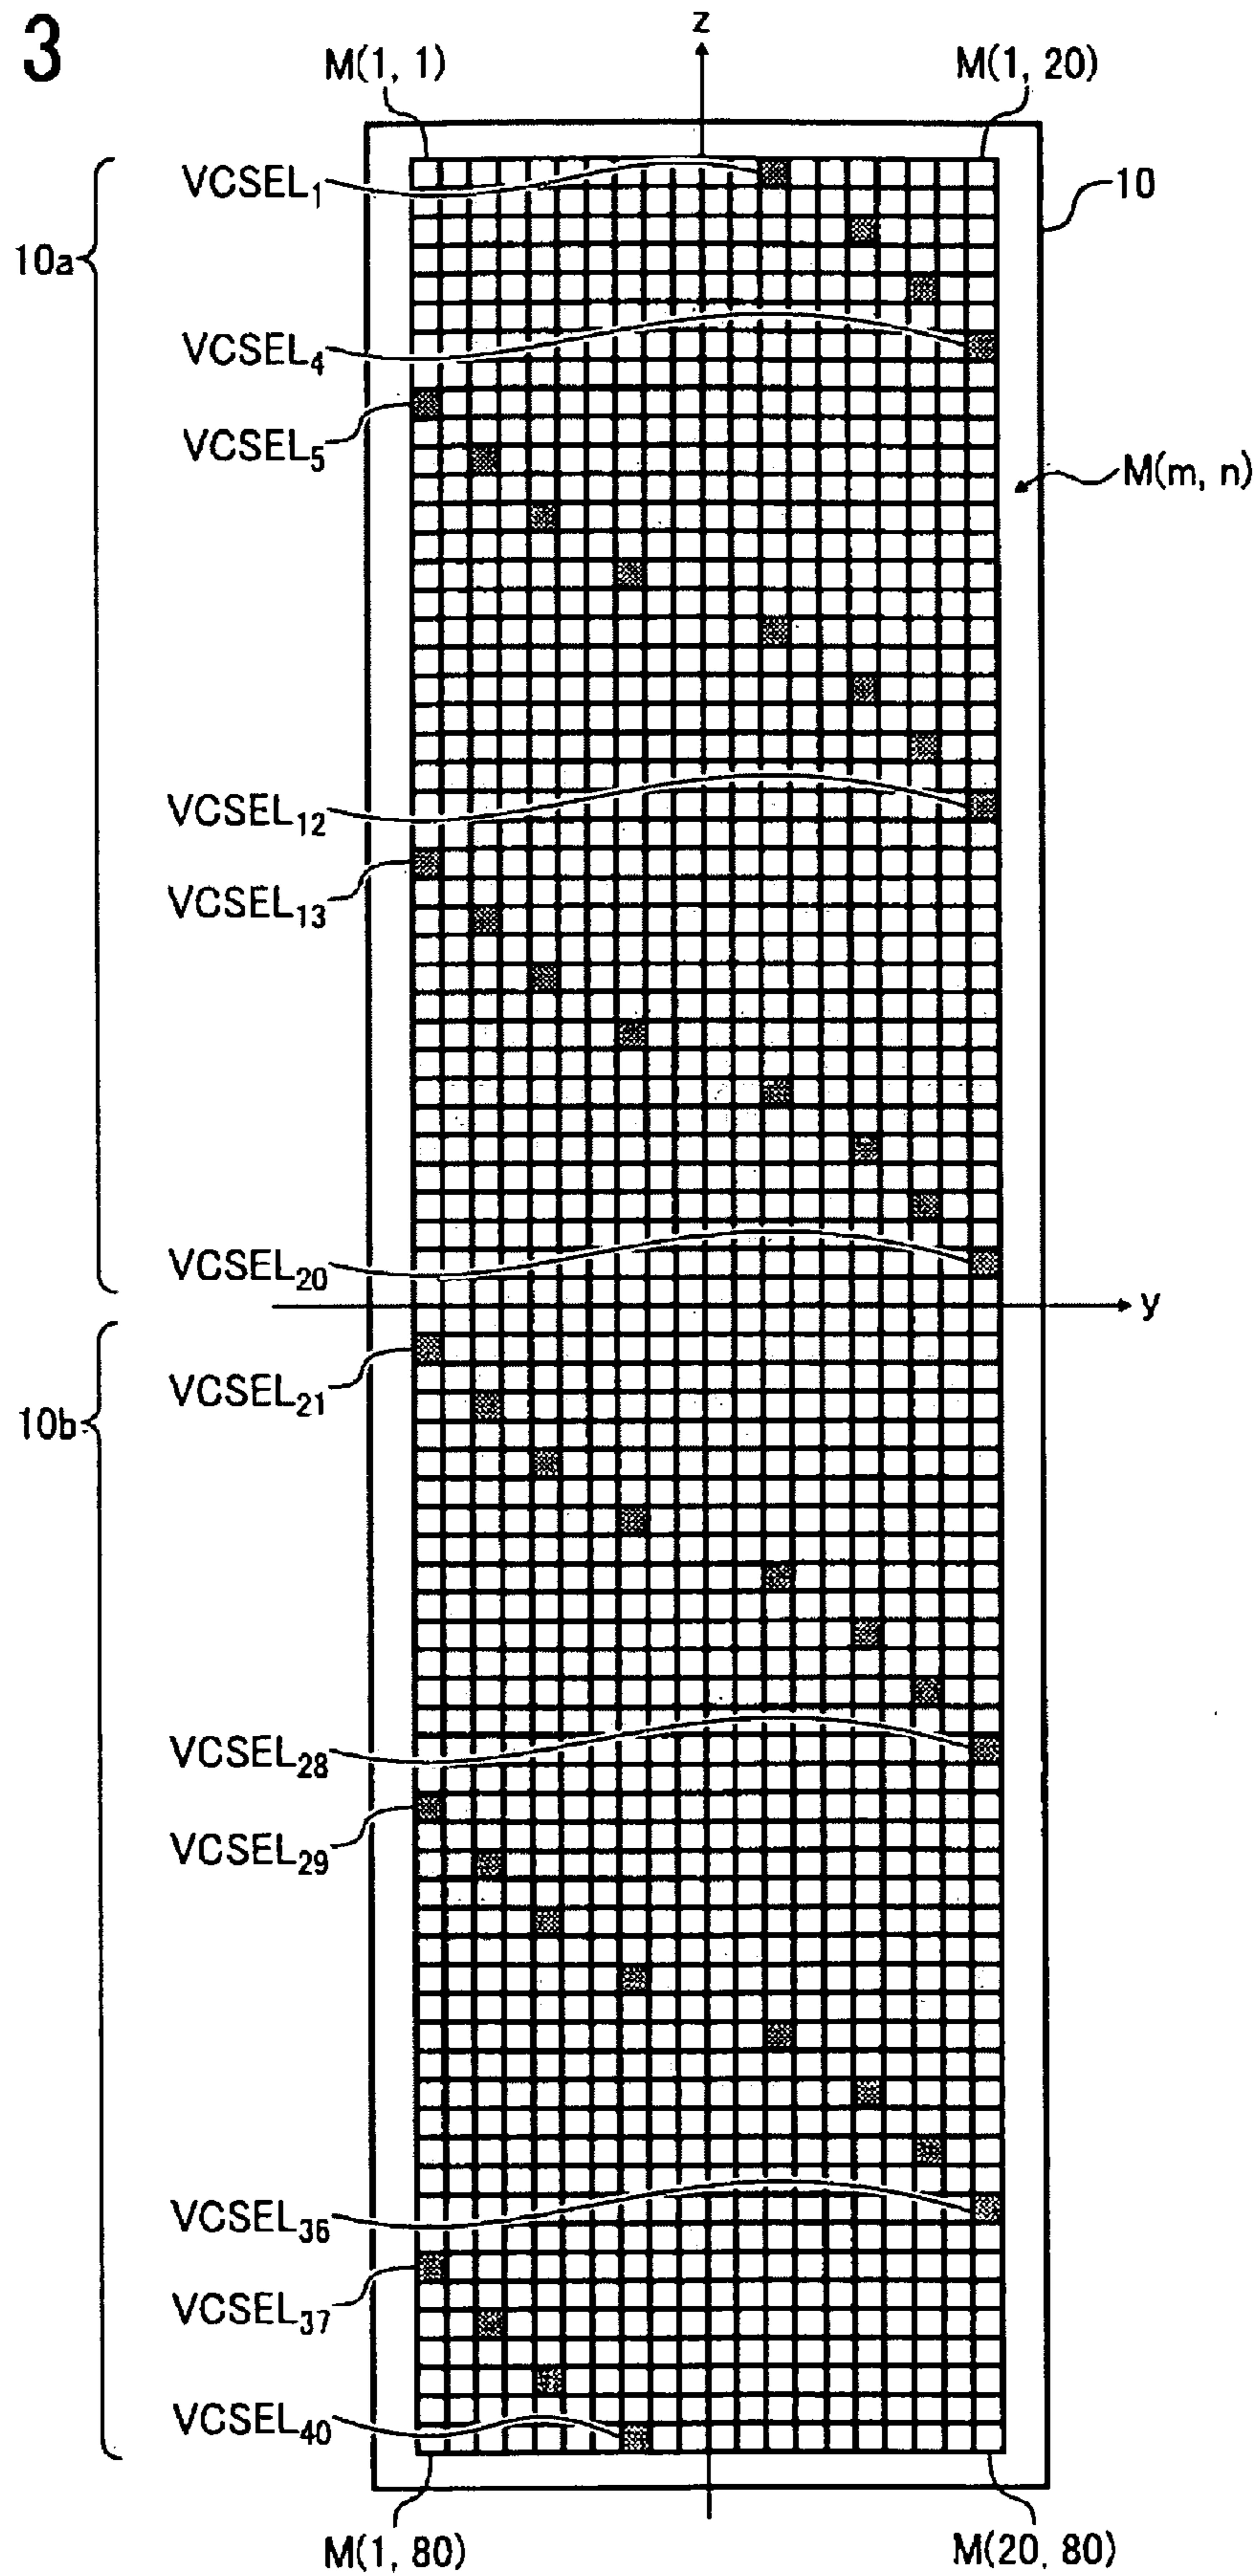 3
z
M(1, 1)
M(1, 20)
VCSEL1
10
10a
VCSEL4
VCSEL5
M(m, n)
VCSEL12
VCSEL13
VCSEL20
y
VCSEL21
10b
VCSEL28
VCSEL29
VCSEL36
VCSEL37
VCSEL40
M(1, 80)
M(20, 80)